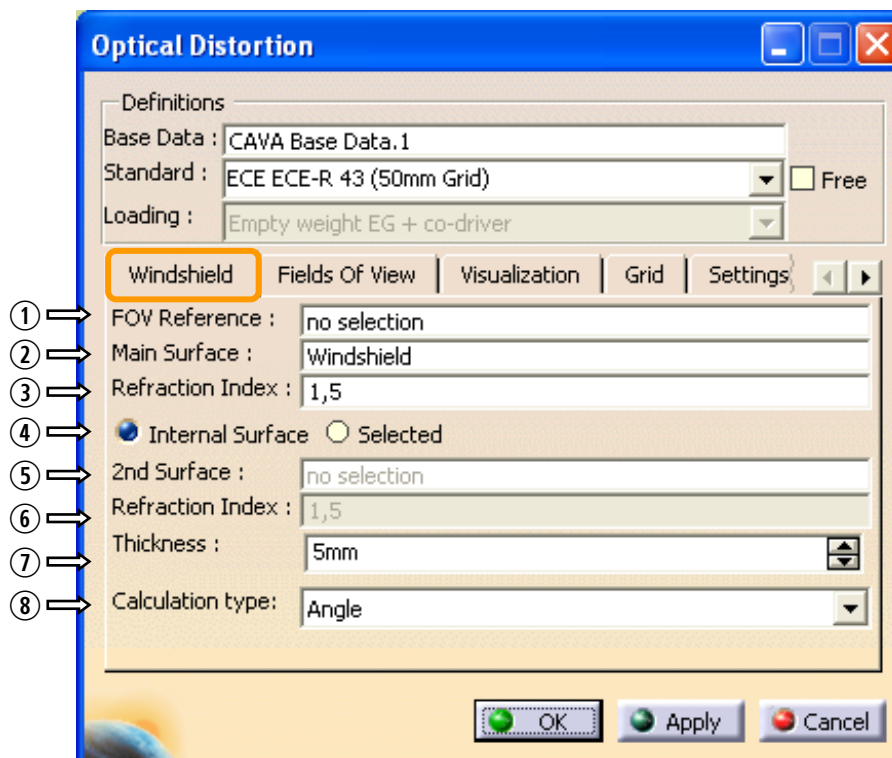 Optical Distortion
Definitions
Base Data : CAVA Base Data.1
Standard : ECE ECE-R 43 (50mm Grid) Free
Loading : Empty weight EG + co-driver
Windshield Fields Of View Visualization Grid Settings
① FOV Reference : no selection
② Main Surface : Windshield
③ Refraction Index : 1,5
④ Internal Surface Selected
⑤ 2nd Surface : no selection
⑥ Refraction Index : 1,5
⑦ Thickness : 5mm
⑧ Calculation type: Angle
OK Apply Cancel